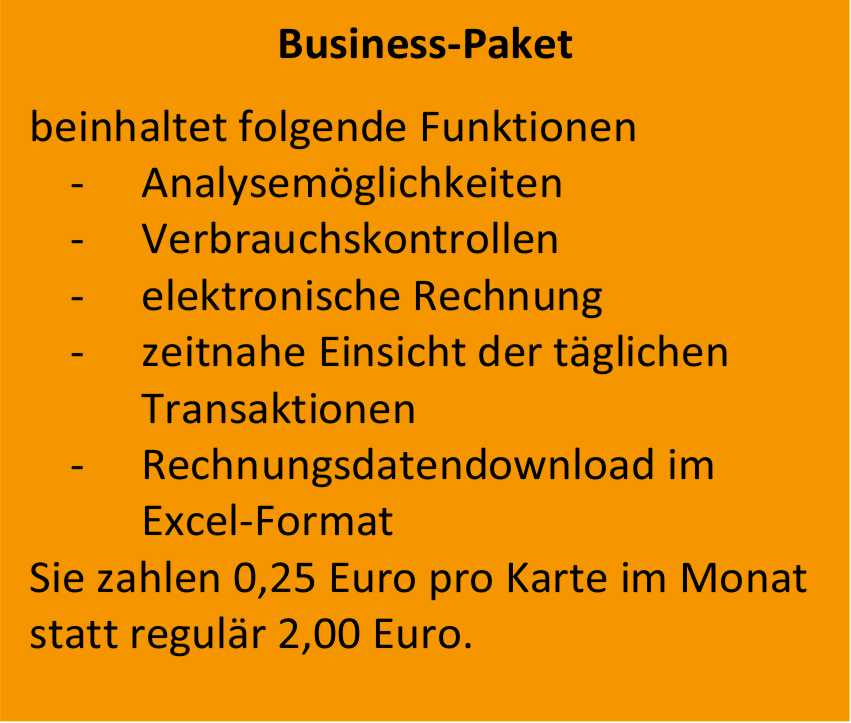 Business-Paket
beinhaltet folgende Funktionen
- Analysemöglichkeiten
- Verbrauchskontrollen
- elektronische Rechnung
- zeitnahe Einsicht der täglichen
Transaktionen
- Rechnungsdatendownload im
Excel-Format
Sie zahlen 0,25 Euro pro Karte im Monat
statt regulär 2,00 Euro.